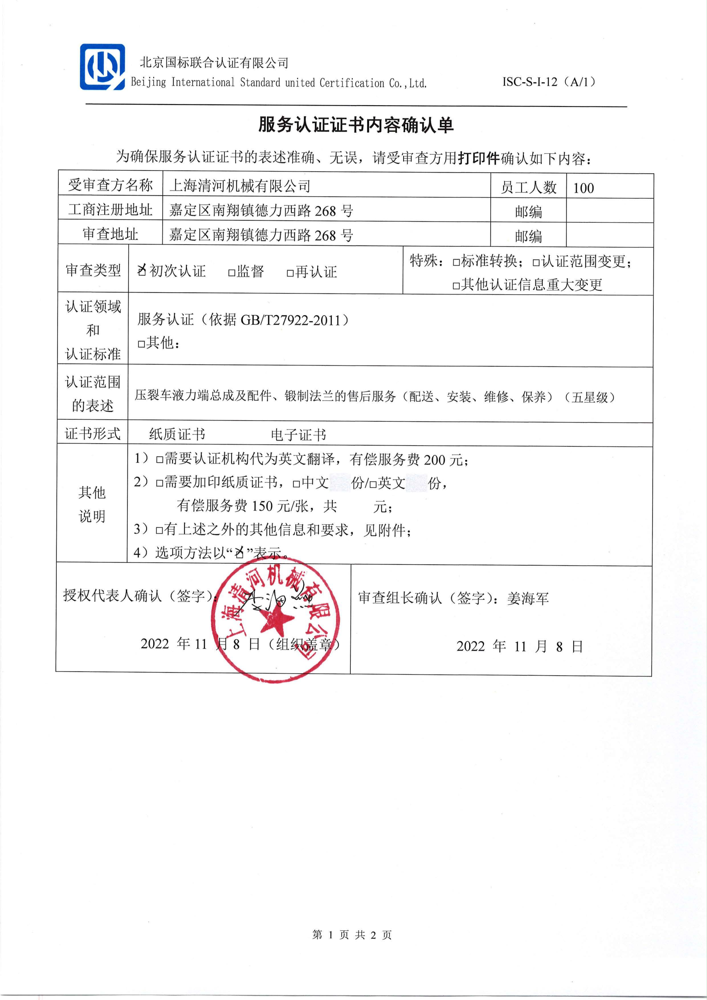 北京国标联合认证有限公司
Beijing International Standard united Certification Co.,Ltd.
ISC-S-I-12（A/1）
服务认证证书内容确认单
为确保服务认证证书的表述准确、无误，请受审查方用打印件确认如下内容：
受审查方名称 上海清河机械有限公司 员工人数 100
工商注册地址 嘉定区南翔镇德力西路 268 号 邮编
审查地址 嘉定区南翔镇德力西路 268 号 邮编
审查类型 初次认证 □监督 □再认证
特殊：□标准转换；□认证范围变更；
□其他认证信息重大变更
认证领域
和
认证标准
服务认证（依据 GB/T27922-2011）
□其他：
认证范围
的表述
压裂车液力端总成及配件、锻制法兰的售后服务（配送、安装、维修、保养）（五星级）
证书形式 纸质证书 电子证书
其他
说明
1）□需要认证机构代为英文翻译，有偿服务费 200 元；
2）□需要加印纸质证书，□中文 份/□英文 份，
有偿服务费 150 元/张，共 元；
3）□有上述之外的其他信息和要求，见附件；
4）选项方法以“☑”表示。
授权代表人确认（签字）：
2022 年 11 月 8 日（组织盖章）
上海清河机械有限公司
审查组长确认（签字）：姜海军
2022 年 11 月 8 日
第 1 页 共 2 页